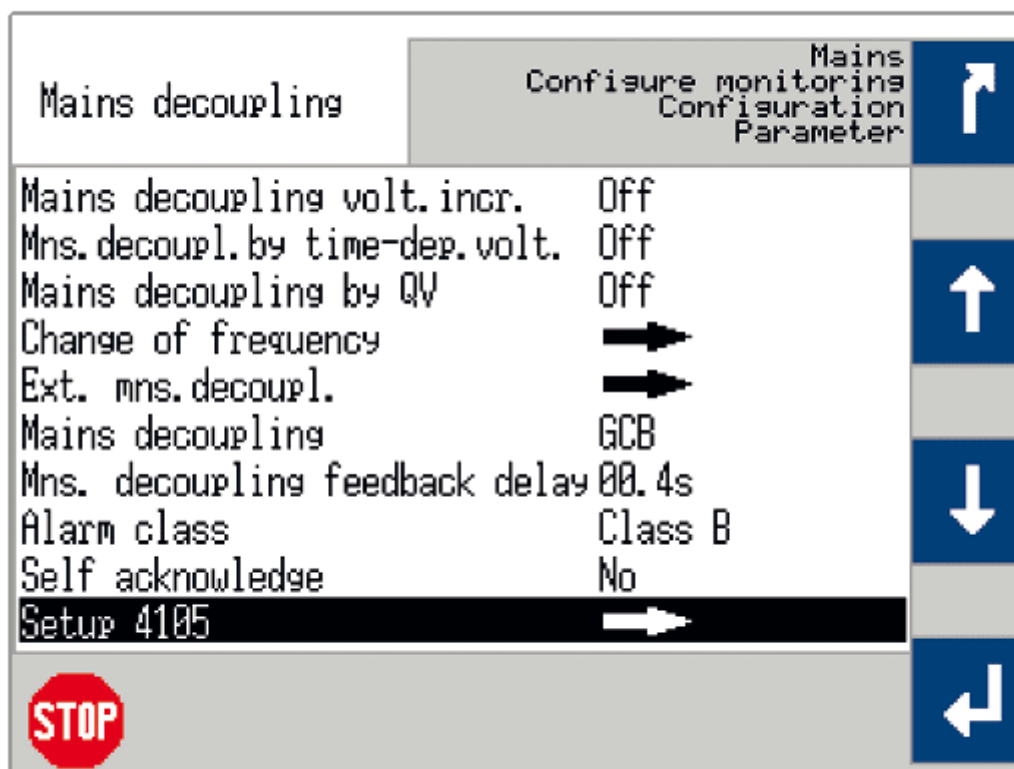 Mains decoupling
Mains
Configure monitoring
Configuration
Parameter
Mains decoupling volt.incr. Off
Mns.decoupl.by time-dep.volt. Off
Mains decoupling by QV Off
Change of frequency
Ext. mns.decoupl.
Mains decoupling GCB
Mns. decoupling feedback delay 00.4s
Alarm class Class B
Self acknowledge No
Setup 4105
STOP